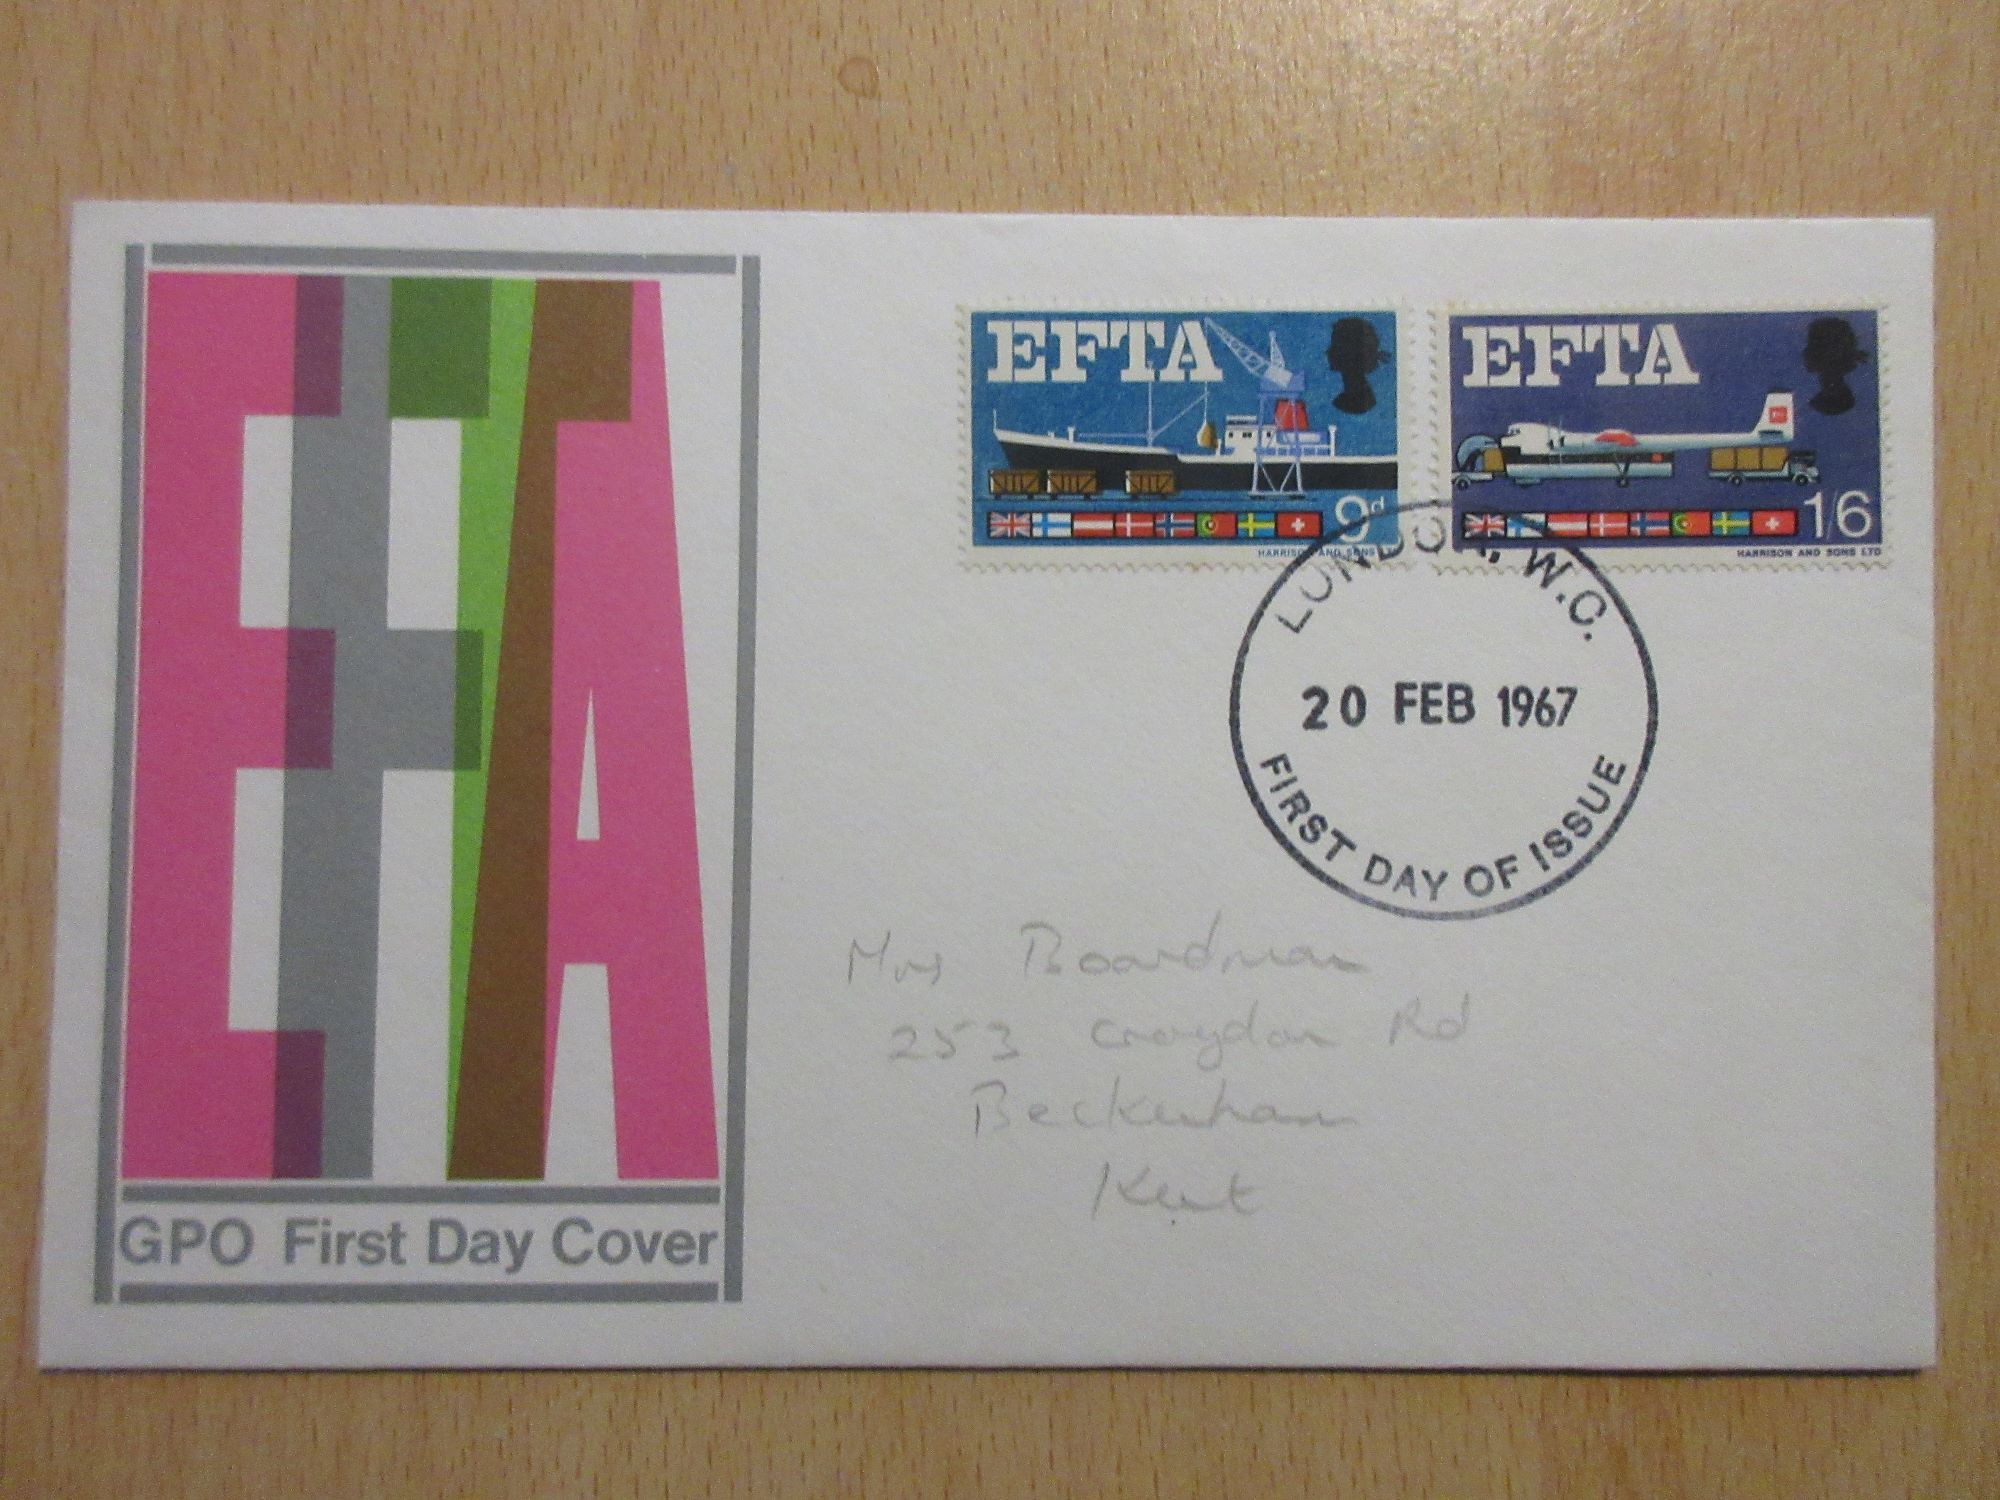 EFTA
GPO First Day Cover
EFTA
9d
HARRISON AND SONS
EFTA
1/6
HARRISON AND SONS LTD
LONDON, W.C.
20 FEB 1967
FIRST DAY OF ISSUE
Mrs Boardman
253 Croydon Rd
Beckenham
Kent